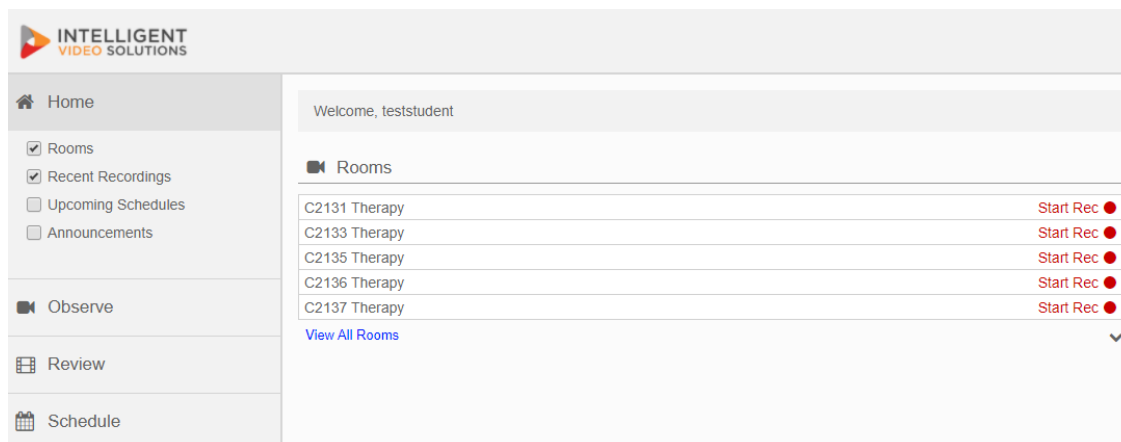 INTELLIGENT
VIDEO SOLUTIONS
Home
Rooms
Recent Recordings
Upcoming Schedules
Announcements
Observe
Review
Schedule
Welcome, teststudent
Rooms
C2131 Therapy Start Rec
C2133 Therapy Start Rec
C2135 Therapy Start Rec
C2136 Therapy Start Rec
C2137 Therapy Start Rec
View All Rooms